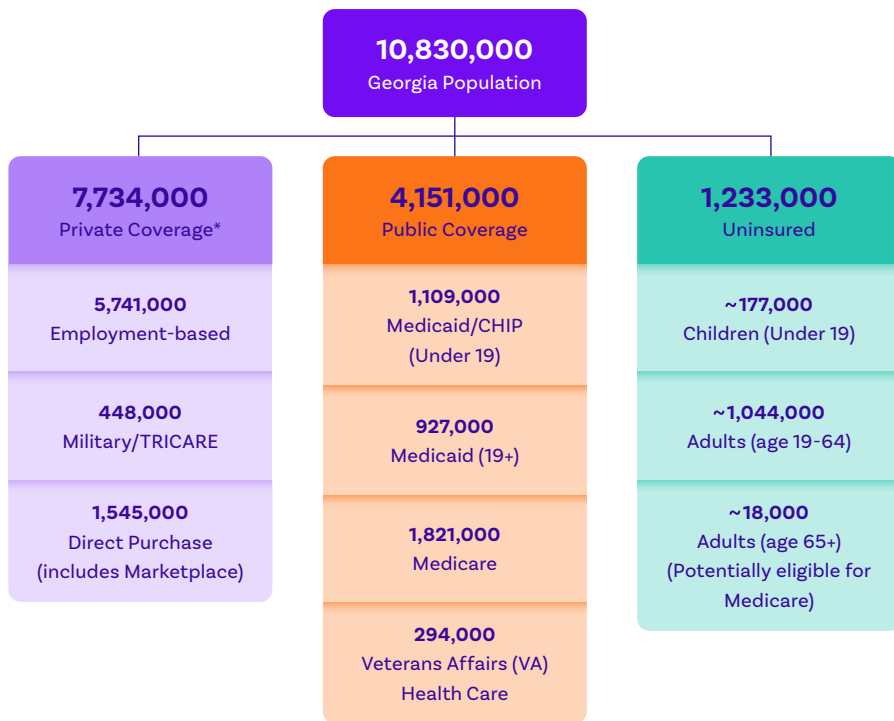 10,830,000
Georgia Population
7,734,000
Private Coverage*
5,741,000
Employment-based
448,000
Military/TRICARE
1,545,000
Direct Purchase
(includes Marketplace)
4,151,000
Public Coverage
1,109,000
Medicaid/CHIP
(Under 19)
927,000
Medicaid (19+)
1,821,000
Medicare
294,000
Veterans Affairs (VA)
Health Care
1,233,000
Uninsured
~177,000
Children (Under 19)
~1,044,000
Adults (age 19-64)
~18,000
Adults (age 65+)
(Potentially eligible for
Medicare)